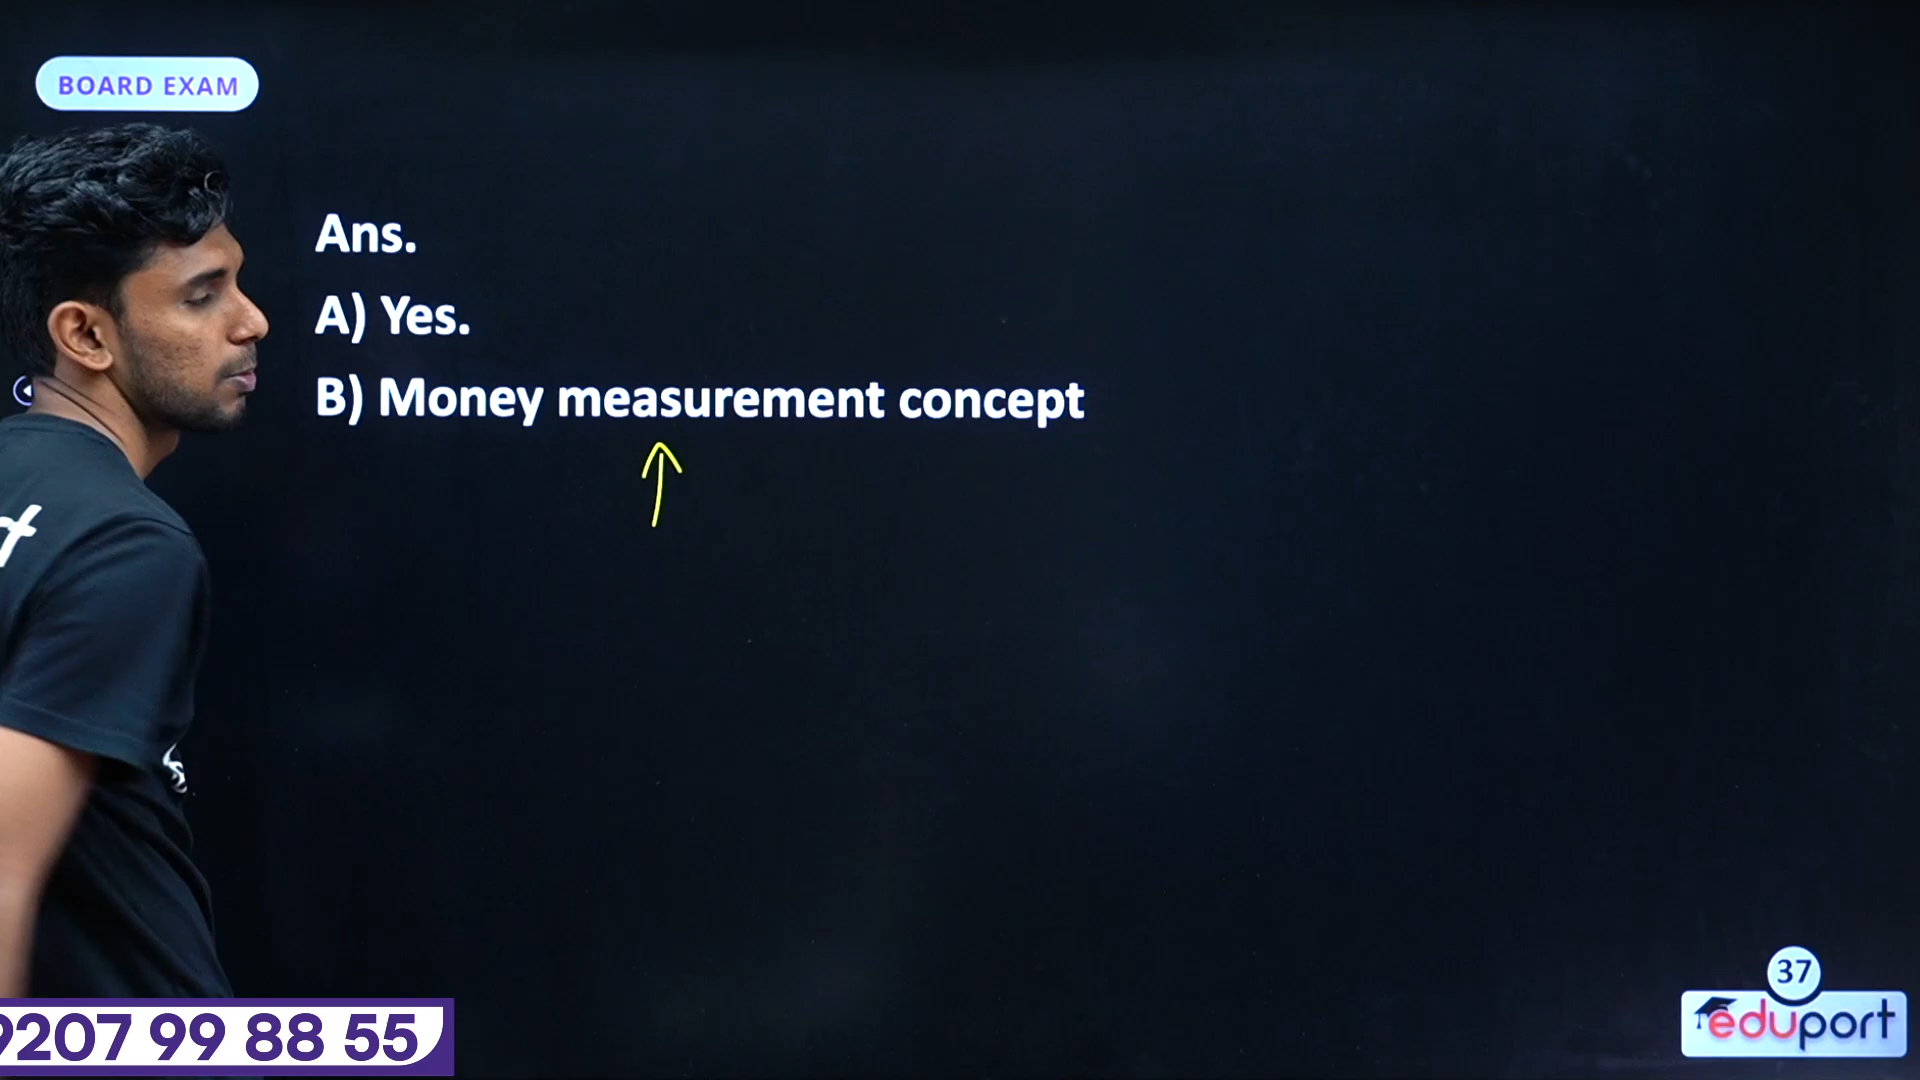 BOARD EXAM
Ans.
A) Yes.
B) Money measurement concept
37
eduport
9207 99 88 55